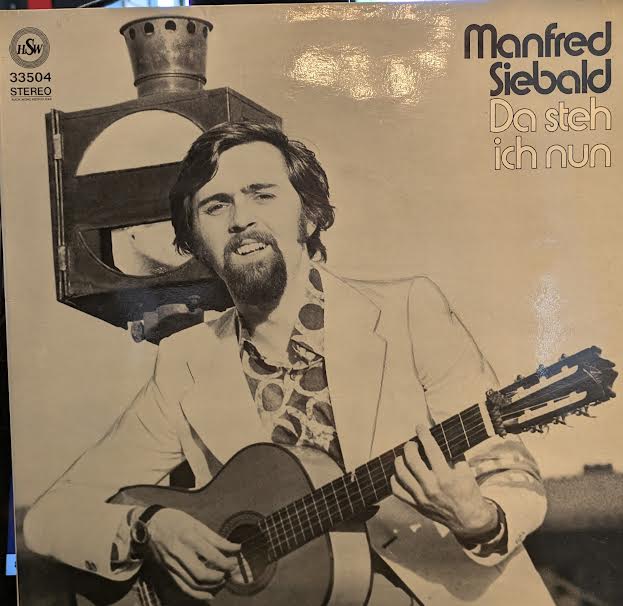 HSW
33504
STEREO
Manfred
Siebald
Da steh
ich nun